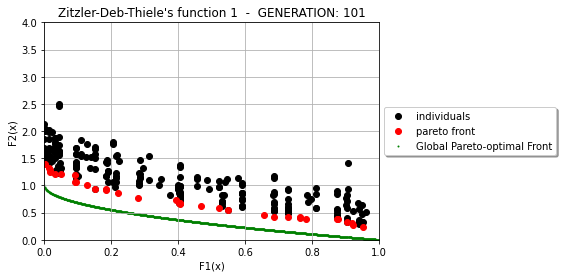 Zitzler-Deb-Thiele's function 1 - GENERATION: 101
F2(x)
4.0
3.5
3.0
2.5
2.0
1.5
1.0
0.5
0.0
0.0 0.2 0.4 0.6 0.8 1.0
F1(x)
individuals
pareto front
Global Pareto-optimal Front